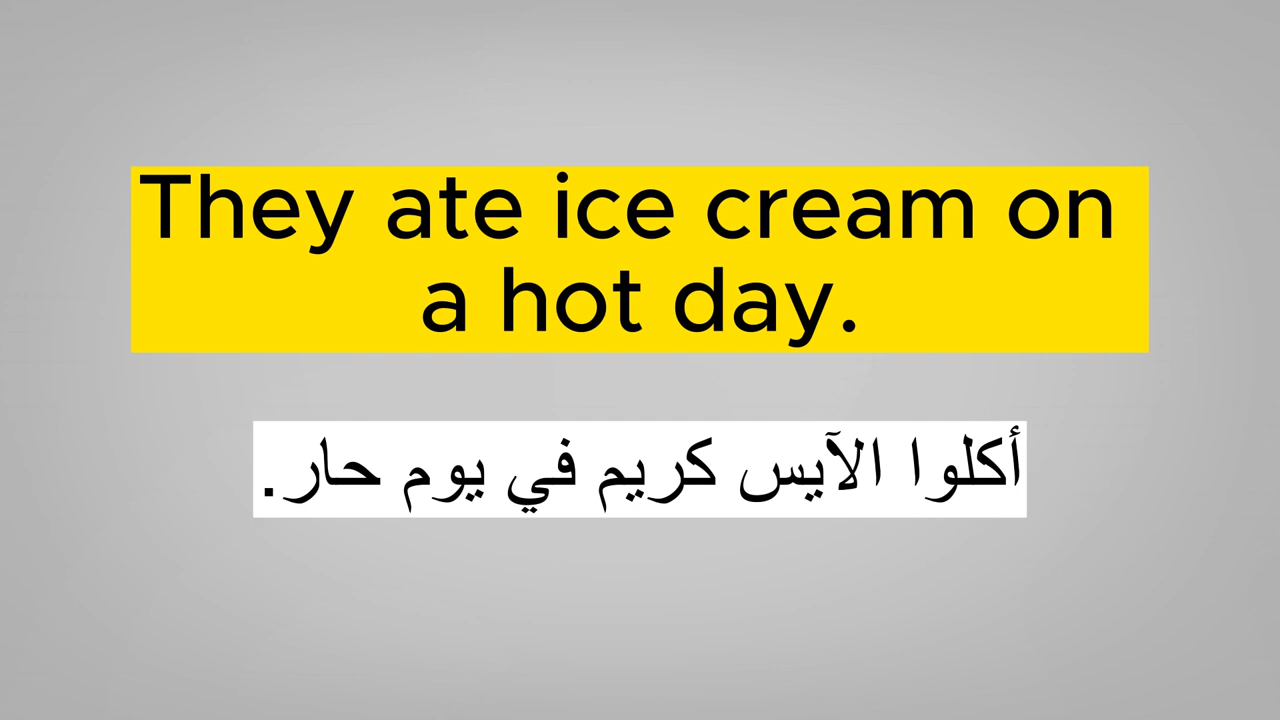 They ate ice cream on
a hot day.
أكلوا الآيس كريم في يوم حار.